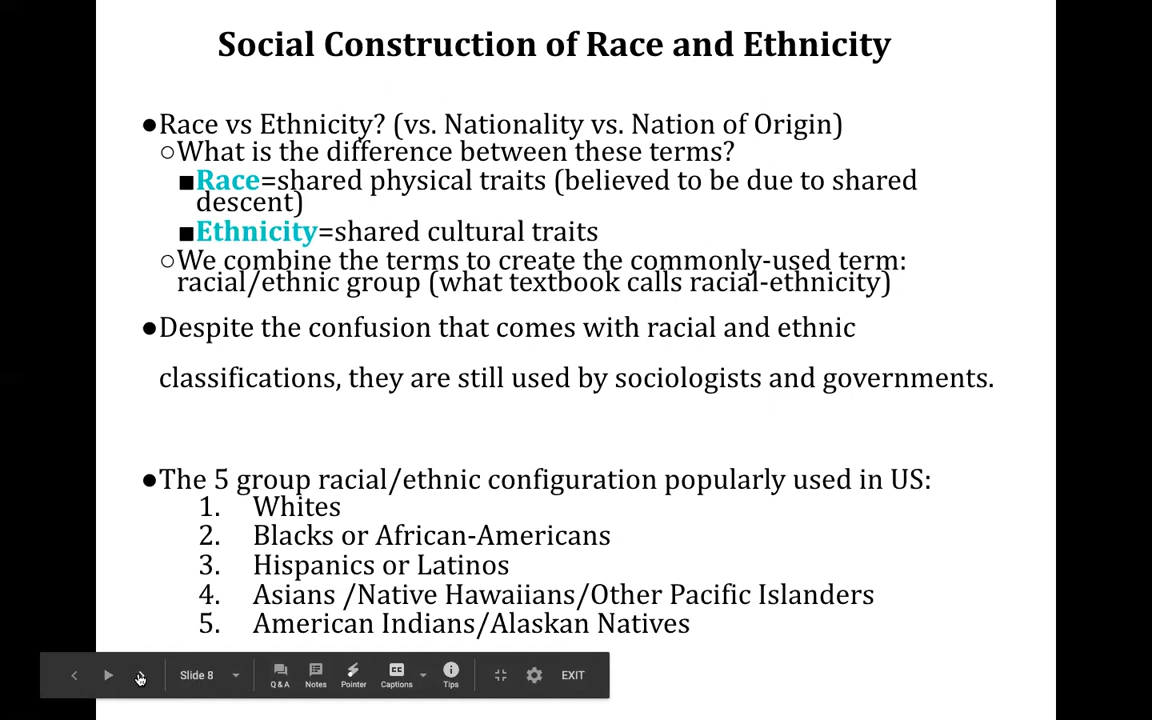 Social Construction of Race and Ethnicity
●Race vs Ethnicity? (vs. Nationality vs. Nation of Origin)
○What is the difference between these terms?
■Race=shared physical traits (believed to be due to shared
descent)
■Ethnicity=shared cultural traits
○We combine the terms to create the commonly-used term:
racial/ethnic group (what textbook calls racial-ethnicity)
●Despite the confusion that comes with racial and ethnic
classifications, they are still used by sociologists and governments.
●The 5 group racial/ethnic configuration popularly used in US:
1. Whites
2. Blacks or African-Americans
3. Hispanics or Latinos
4. Asians /Native Hawaiians/Other Pacific Islanders
5. American Indians/Alaskan Natives
Slide 8 Q&A Notes Pointer CC Captions Tips EXIT